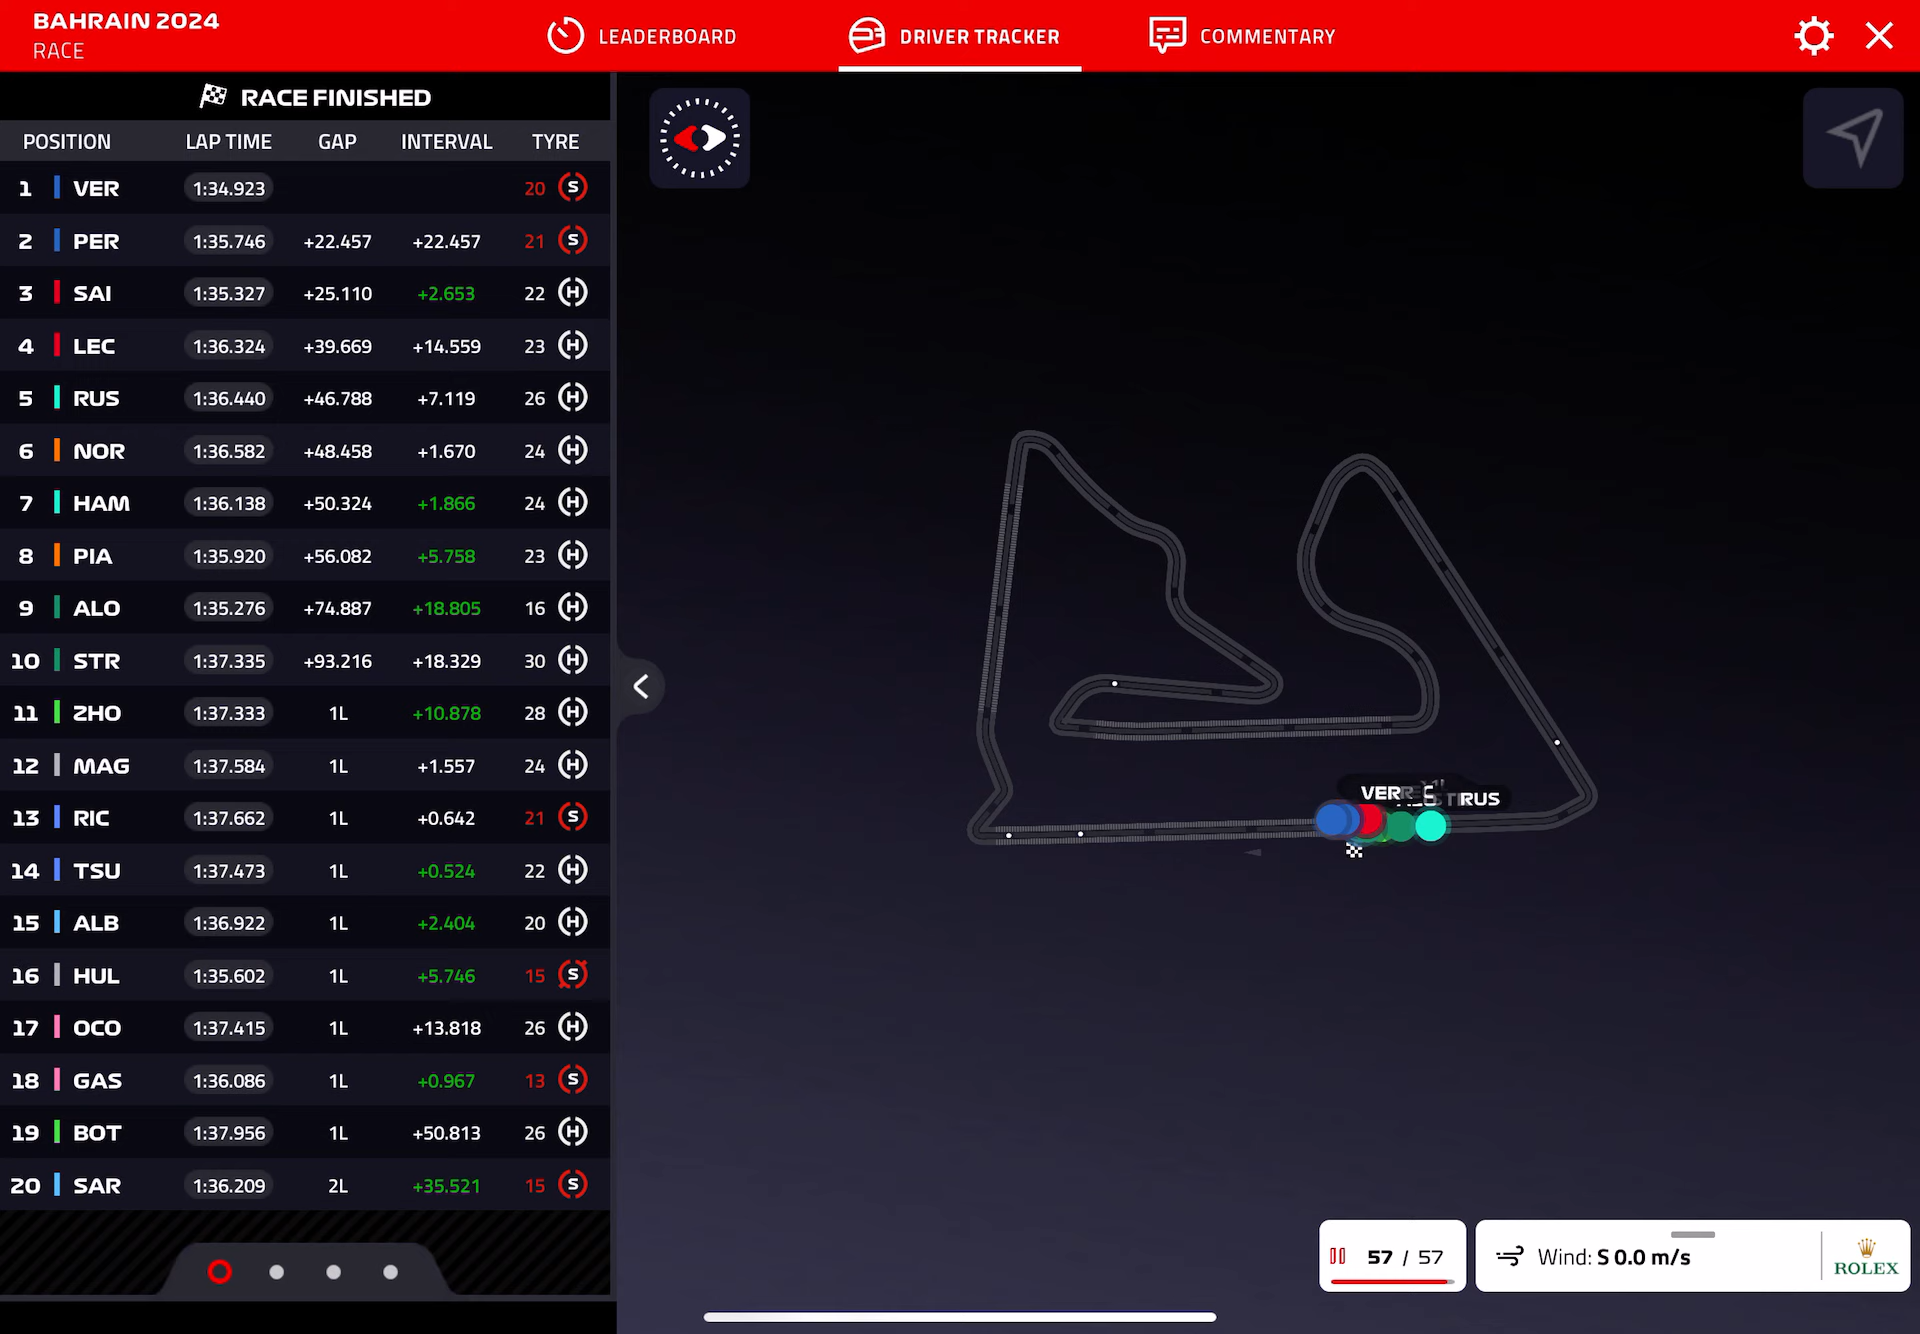 BAHRAIN 2024
RACE
LEADERBOARD
DRIVER TRACKER
COMMENTARY
RACE FINISHED
POSITION LAP TIME GAP INTERVAL TYRE
1 VER 1:34.923 20 S
2 PER 1:35.746 +22.457 +22.457 21 S
3 SAI 1:35.327 +25.110 +2.653 22 H
4 LEC 1:36.324 +39.669 +14.559 23 H
5 RUS 1:36.440 +46.788 +7.119 26 H
6 NOR 1:36.582 +48.458 +1.670 24 H
7 HAM 1:36.138 +50.324 +1.866 24 H
8 PIA 1:35.920 +56.082 +5.758 23 H
9 ALO 1:35.276 +74.887 +18.805 16 H
10 STR 1:37.335 +93.216 +18.329 30 H
11 ZHO 1:37.333 1L +10.878 28 H
12 MAG 1:37.584 1L +1.557 24 H
13 RIC 1:37.662 1L +0.642 21 S
14 TSU 1:37.473 1L +0.524 22 H
15 ALB 1:36.922 1L +2.404 20 H
16 HUL 1:35.602 1L +5.746 15 S
17 OCO 1:37.415 1L +13.818 26 H
18 GAS 1:36.086 1L +0.967 13 S
19 BOT 1:37.956 1L +50.813 26 H
20 SAR 1:36.209 2L +35.521 15 S
VER
RUS
57 / 57
Wind: S 0.0 m/s
ROLEX